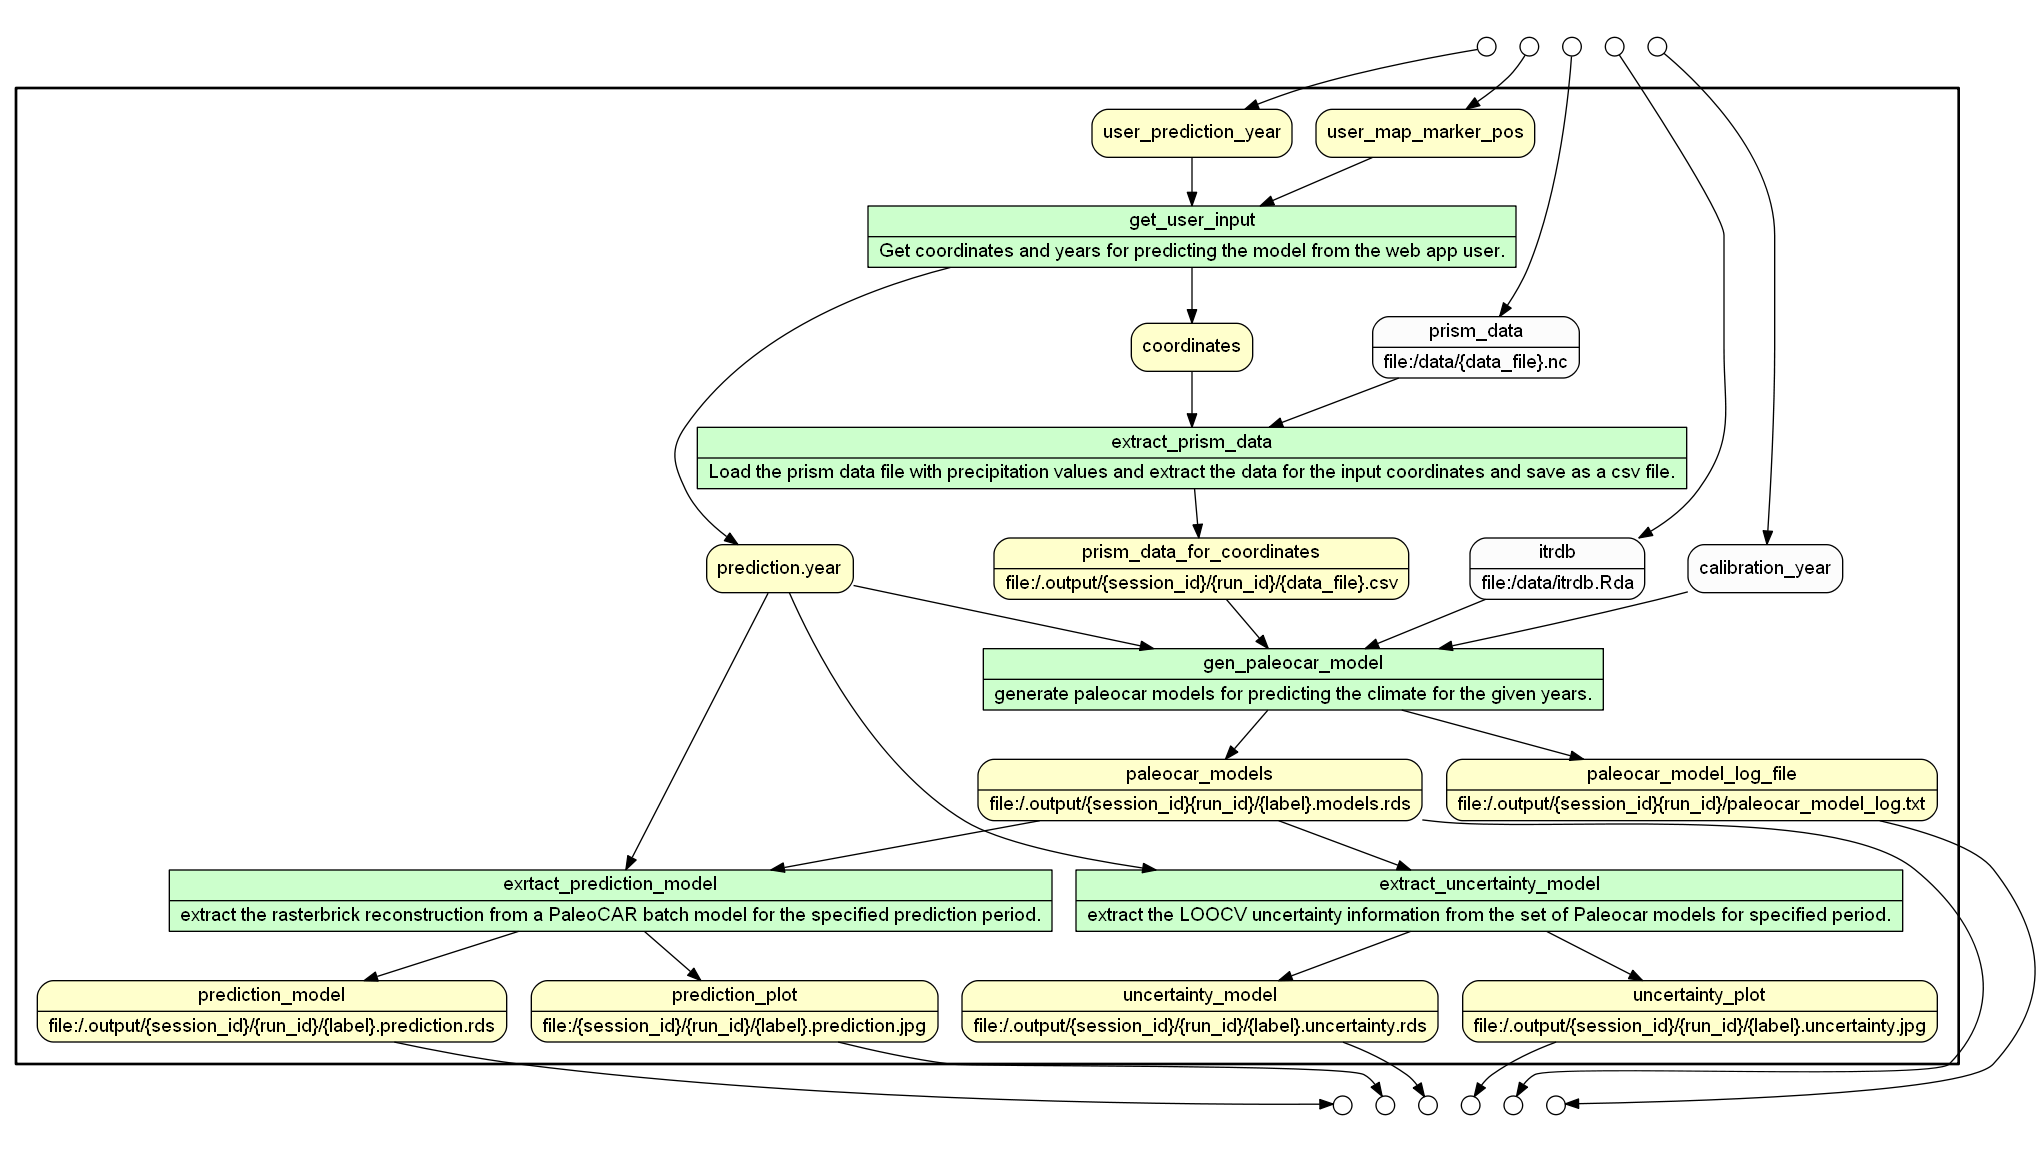 user_prediction_year
user_map_marker_pos
get_user_input
Get coordinates and years for predicting the model from the web app user.
coordinates
prism_data
file:/data/{data_file}.nc
extract_prism_data
Load the prism data file with precipitation values and extract the data for the input coordinates and save as a csv file.
prediction.year
prism_data_for_coordinates
file:/.output/{session_id}/{run_id}/{data_file}.csv
itrdb
file:/data/itrdb.Rda
calibration_year
gen_paleocar_model
generate paleocar models for predicting the climate for the given years.
paleocar_models
file:/.output/{session_id}{run_id}/{label}.models.rds
paleocar_model_log_file
file:/.output/{session_id}{run_id}/paleocar_model_log.txt
exrtact_prediction_model
extract the rasterbrick reconstruction from a PaleoCAR batch model for the specified prediction period.
extract_uncertainty_model
extract the LOOCV uncertainty information from the set of Paleocar models for specified period.
prediction_model
file:/.output/{session_id}/{run_id}/{label}.prediction.rds
prediction_plot
file:/{session_id}/{run_id}/{label}.prediction.jpg
uncertainty_model
file:/.output/{session_id}/{run_id}/{label}.uncertainty.rds
uncertainty_plot
file:/.output/{session_id}/{run_id}/{label}.uncertainty.jpg